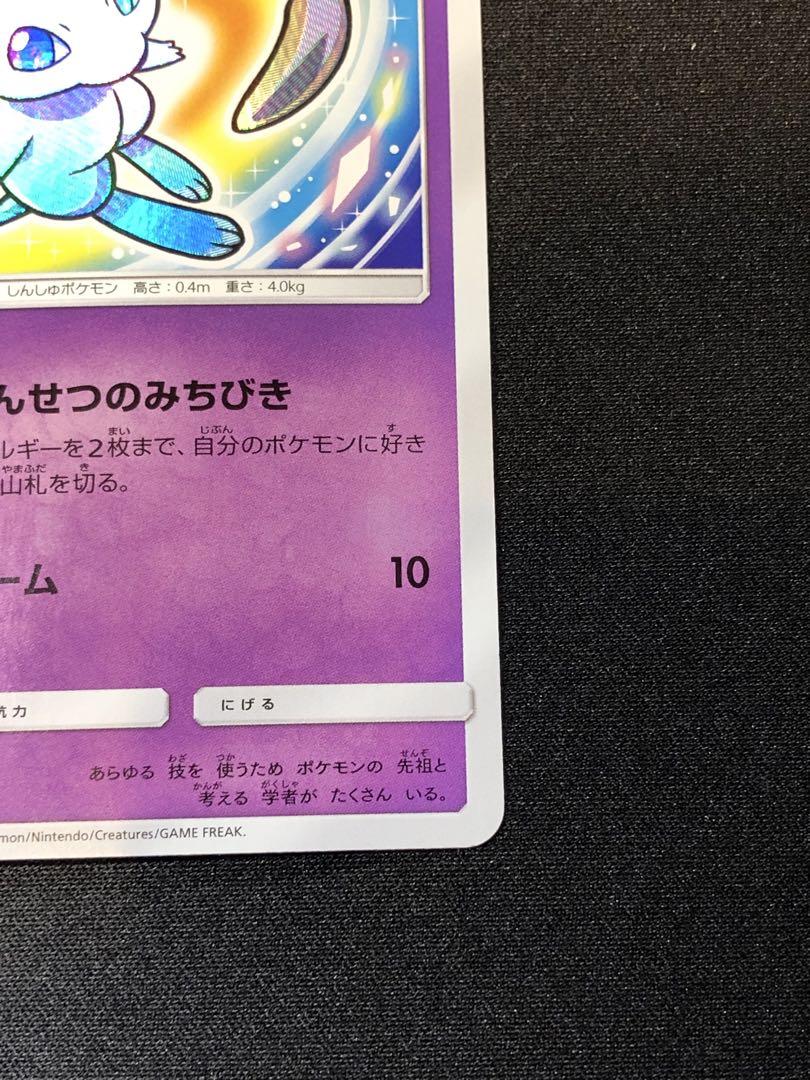 しんしゅポケモン 高さ:0.4m 重さ:4.0kg
んせつのみちびき
ルギーを2枚まで、自分のポケモンに好き
山札を切る。
ーム 10
抗力 にげる
あらゆる 技を 使うため ポケモンの 先祖と
考える 学者が たくさん いる。
mon/Nintendo/Creatures/GAME FREAK.